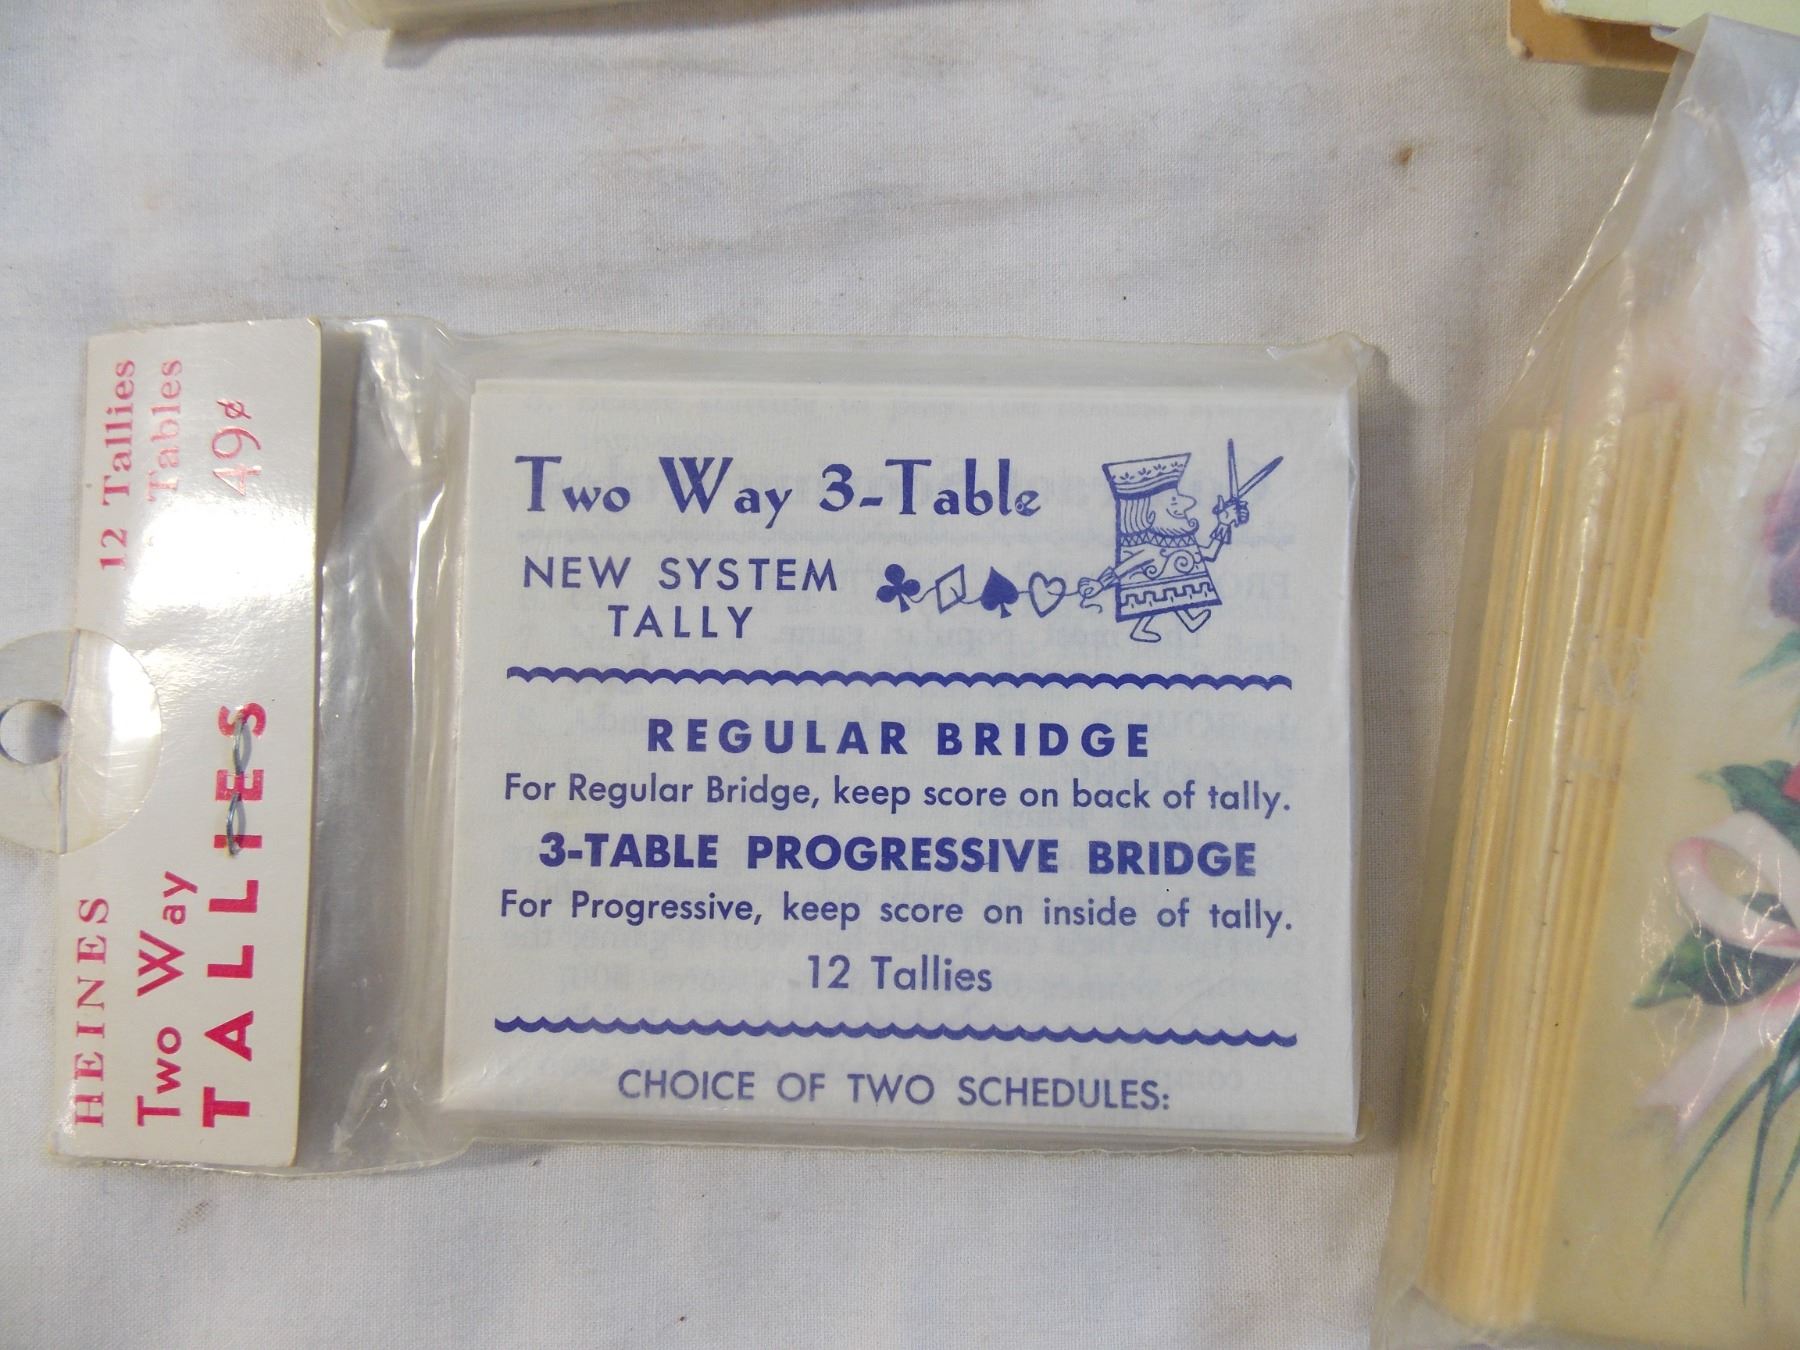 HEINES
Two Way
TALLIES
12 Tallies
Tables
49¢
Two Way 3-Table
NEW SYSTEM
TALLY
REGULAR BRIDGE
For Regular Bridge, keep score on back of tally.
3-TABLE PROGRESSIVE BRIDGE
For Progressive, keep score on inside of tally.
12 Tallies
CHOICE OF TWO SCHEDULES: